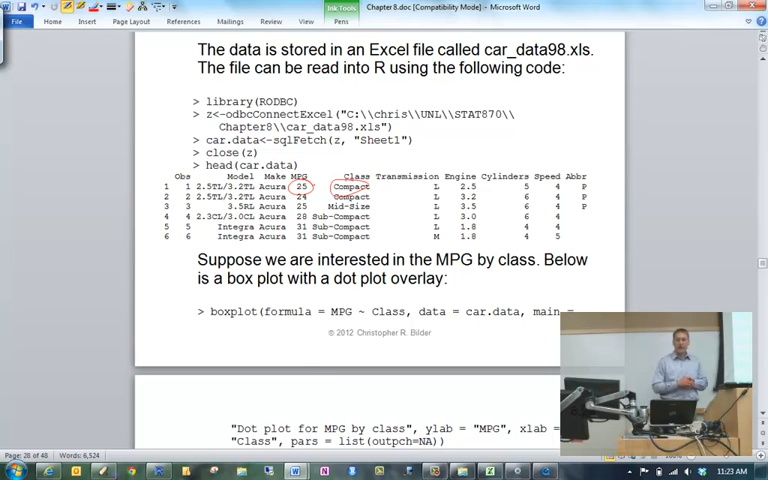 Ink Tools
Chapter 8.doc [Compatibility Mode] - Microsoft Word
File Home Insert Page Layout References Mailings Review View Pens
The data is stored in an Excel file called car_data98.xls.
The file can be read into R using the following code:
> library(RODBC)
> z<-odbcConnectExcel("C:\\chris\\UNL\\STAT870\\
Chapter8\\car_data98.xls")
> car.data<-sqlFetch(z, "Sheet1")
> close(z)
> head(car.data)
Obs Model Make MPG Class Transmission Engine Cylinders Speed Abbr
1 1 2.5TL/3.2TL Acura 25 Compact L 2.5 5 4 P
2 2 2.5TL/3.2TL Acura 24 Compact L 3.2 6 4 P
3 3 3.5RL Acura 25 Mid-Size L 3.5 6 4 P
4 4 2.3CL/3.0CL Acura 28 Sub-Compact L 3.0 6 4
5 5 Integra Acura 31 Sub-Compact L 1.8 4 4
6 6 Integra Acura 31 Sub-Compact M 1.8 4 5
Suppose we are interested in the MPG by class. Below
is a box plot with a dot plot overlay:
> boxplot(formula = MPG ~ Class, data = car.data, main =
© 2012 Christopher R. Bilder
"Dot plot for MPG by class", ylab = "MPG", xlab =
"Class", pars = list(outpch=NA))
Page: 28 of 48 Words: 6,524
11:23 AM